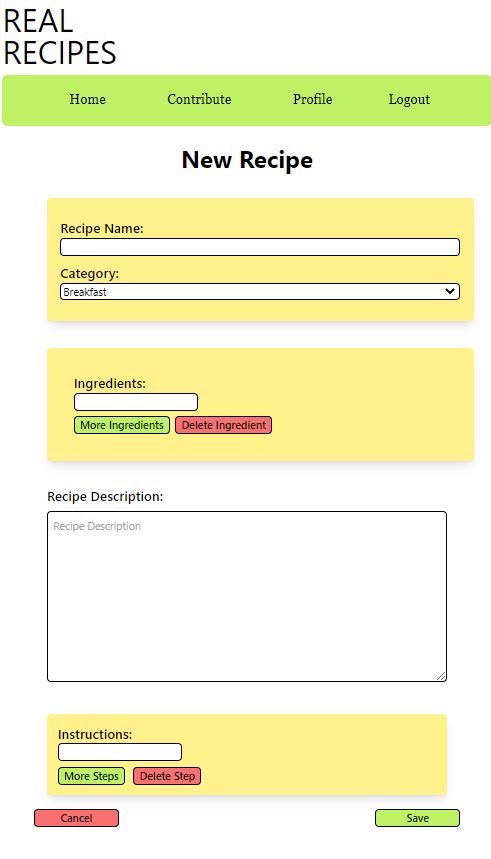 REAL
RECIPES
Home Contribute Profile Logout
New Recipe
Recipe Name:
Category:
Breakfast
Ingredients:
More Ingredients Delete Ingredient
Recipe Description:
Recipe Description
Instructions:
More Steps Delete Step
Cancel Save